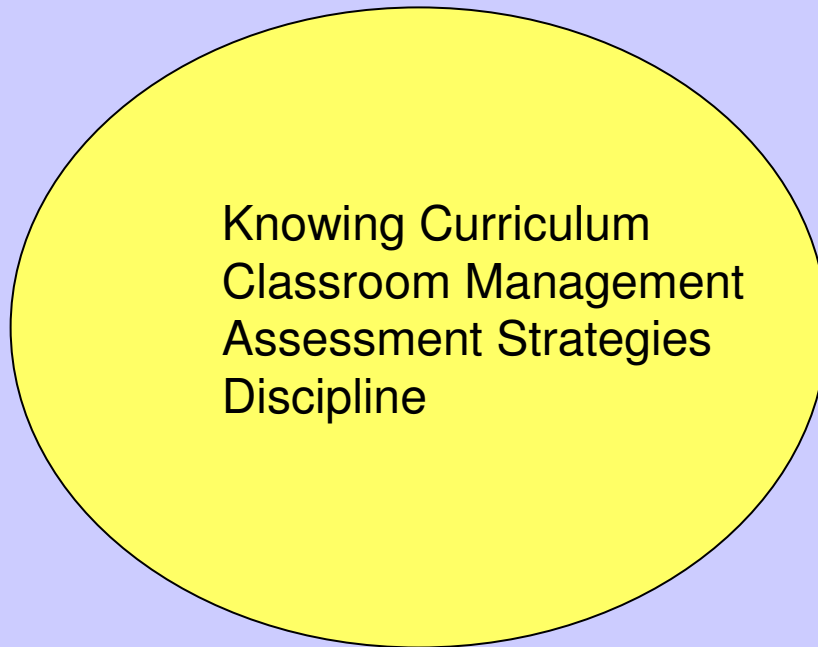 Knowing Curriculum
Classroom Management
Assessment Strategies
Discipline